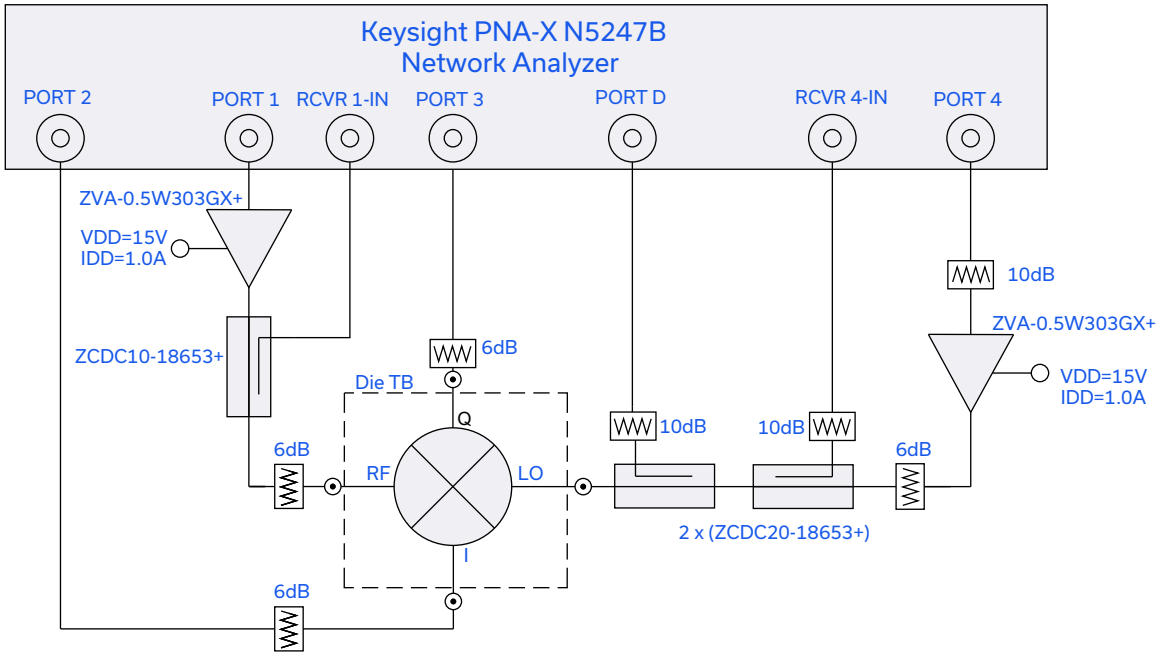 Keysight PNA-X N5247B
Network Analyzer
PORT 2
PORT 1
RCVR 1-IN
PORT 3
PORT D
RCVR 4-IN
PORT 4
ZVA-0.5W303GX+
VDD=15V
IDD=1.0A
10dB
ZVA-0.5W303GX+
ZCDC10-18653+
6dB
VDD=15V
IDD=1.0A
Die TB
Q
10dB
10dB
6dB
6dB
RF
LO
2 x (ZCDC20-18653+)
I
6dB